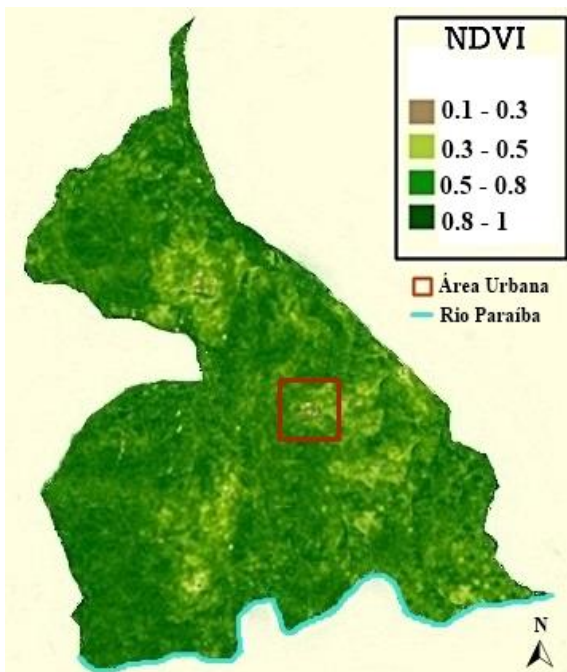 NDVI
0.1 - 0.3
0.3 - 0.5
0.5 - 0.8
0.8 - 1
Área Urbana
Rio Paraíba
N